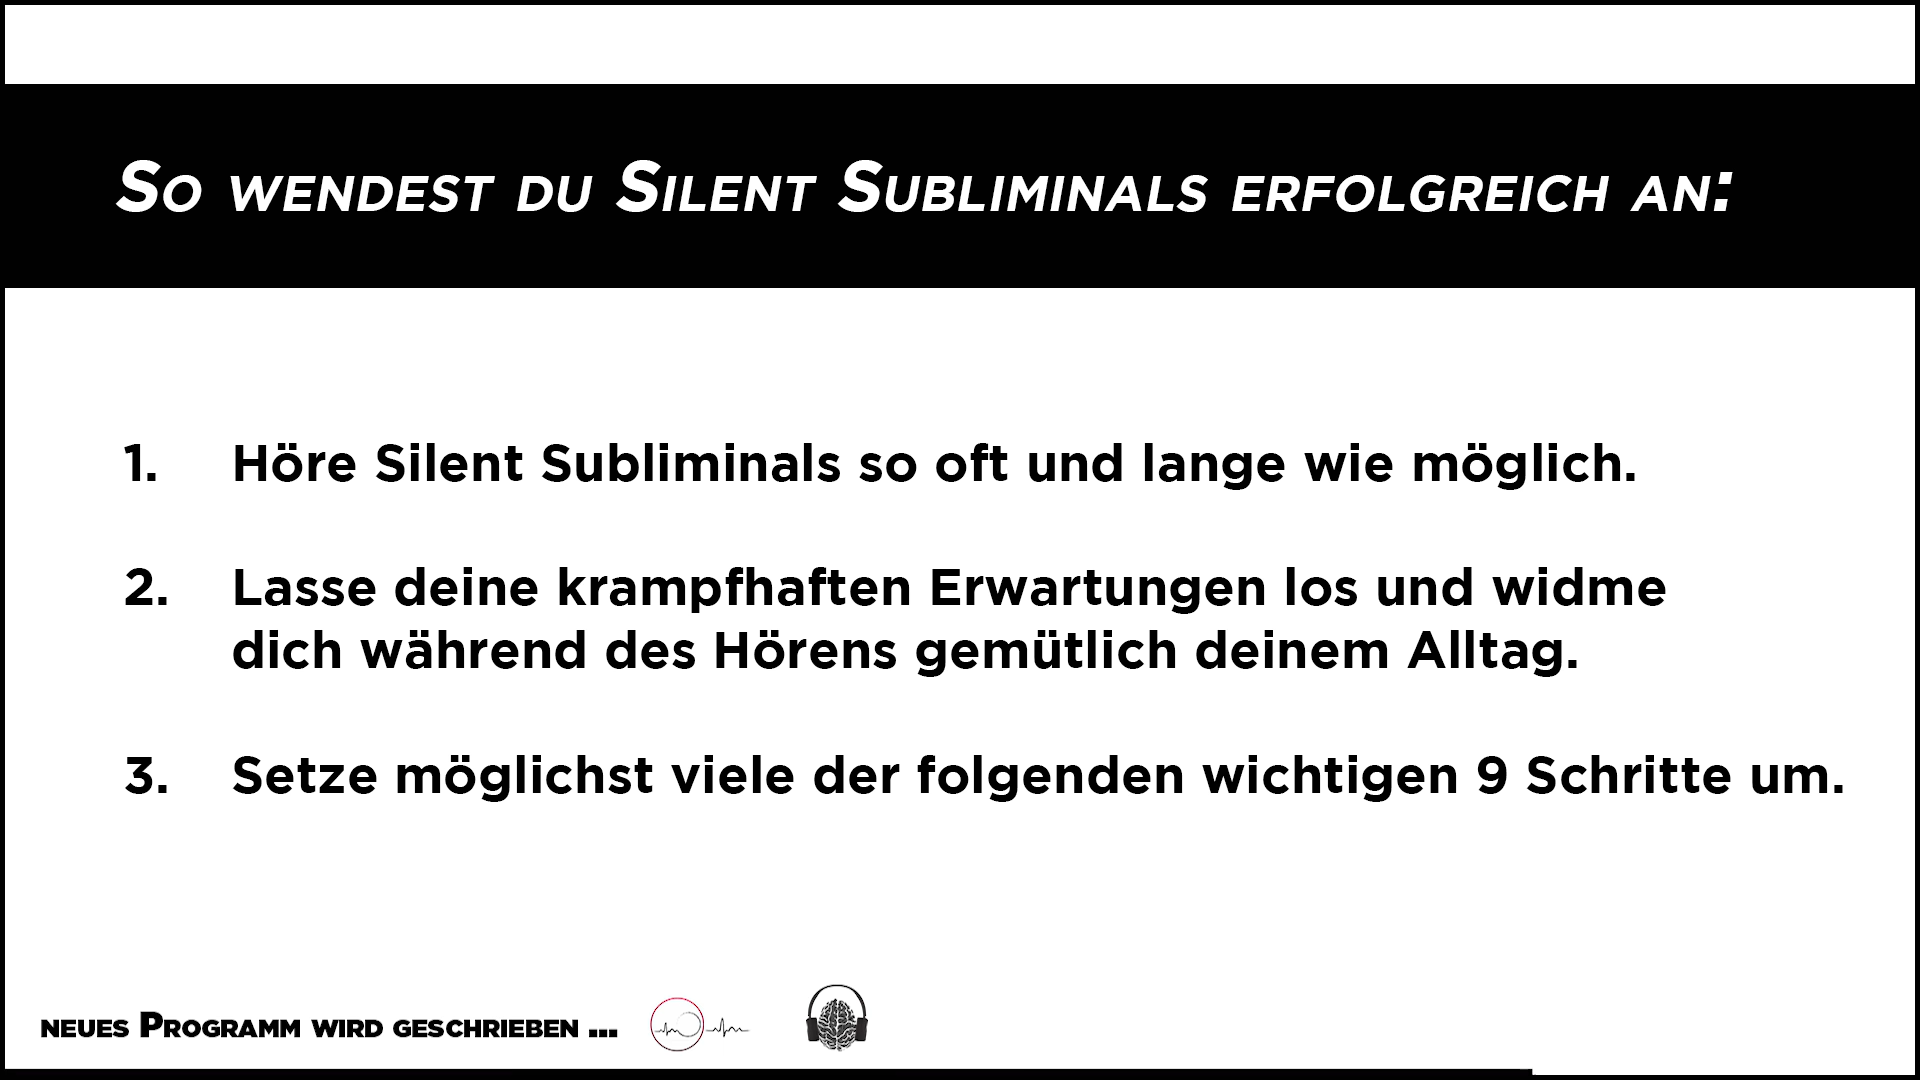 So wendest du Silent Subliminals erfolgreich an:
1. Höre Silent Subliminals so oft und lange wie möglich.
2. Lasse deine krampfhaften Erwartungen los und widme
dich während des Hörens gemütlich deinem Alltag.
3. Setze möglichst viele der folgenden wichtigen 9 Schritte um.
neues Programm wird geschrieben ...